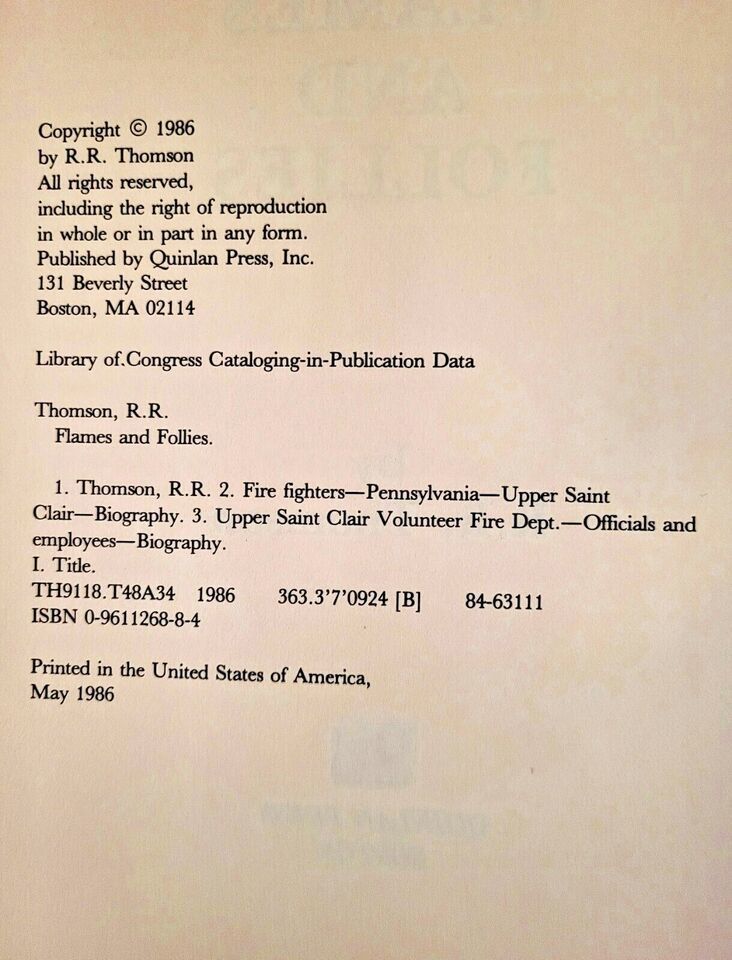 Copyright © 1986
by R.R. Thomson
All rights reserved,
including the right of reproduction
in whole or in part in any form.
Published by Quinlan Press, Inc.
131 Beverly Street
Boston, MA 02114
Library of.Congress Cataloging-in-Publication Data
Thomson, R.R.
Flames and Follies.
1. Thomson, R.R. 2. Fire fighters—Pennsylvania—Upper Saint
Clair—Biography. 3. Upper Saint Clair Volunteer Fire Dept.—Officials and
employees—Biography.
I. Title.
TH9118.T48A34 1986 363.3'7'0924 [B] 84-63111
ISBN 0-9611268-8-4
Printed in the United States of America,
May 1986